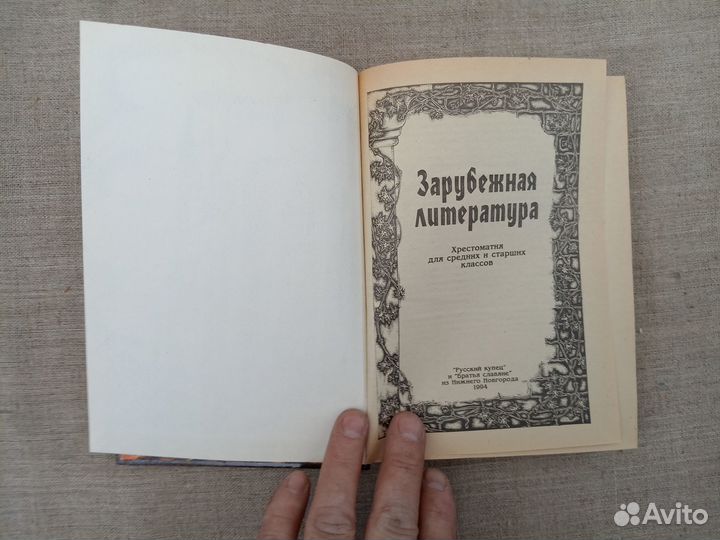 Зарубежная
литература
Хрестоматия
для средних и старших
классов
"Русский купец"
и "Братья славяне"
из Нижнего Новгорода
1994
Avito